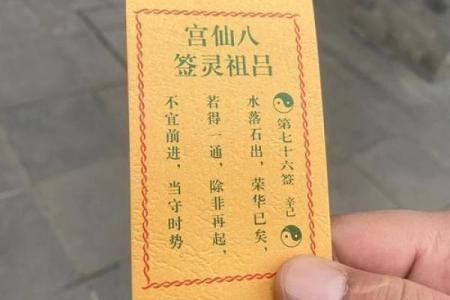 八仙宫
吕祖灵签
第七十六签 辛己
水落石出，荣华已矣，
若得一通，除非再起，
不宜前进，当守时势